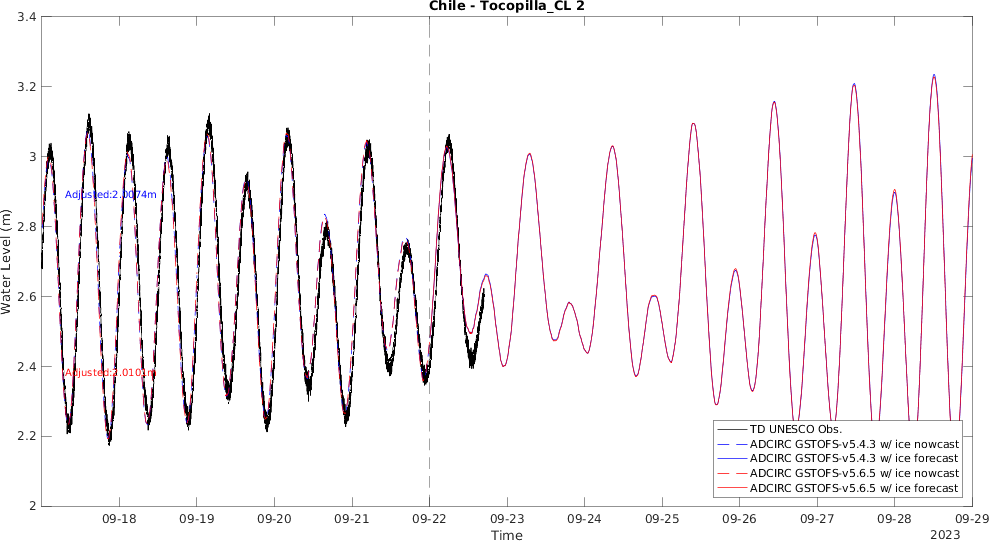 Chile - Tocopilla_CL 2
3.4
3.2
3
2.8
2.6
2.4
2.2
2
Water Level (m)
Adjusted:2.0074m
09-18
09-19
09-20
09-21
09-22
09-23
09-24
09-25
09-26
09-27
09-28
09-29
Time
2023
TD UNESCO Obs.
ADCIRC GSTOFS-v5.4.3 w/ ice nowcast
ADCIRC GSTOFS-v5.4.3 w/ ice forecast
ADCIRC GSTOFS-v5.6.5 w/ ice nowcast
ADCIRC GSTOFS-v5.6.5 w/ ice forecast